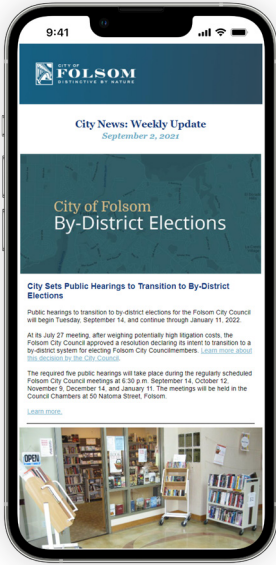 9:41
CITY OF
FOLSOM
DISTINCTIVE BY NATURE
City News: Weekly Update
September 2, 2021
City of Folsom
By-District Elections
City Sets Public Hearings to Transition to By-District
Elections
Public hearings to transition to by-district elections for the Folsom City Council
will begin Tuesday, September 14, and continue through January 11, 2022.
At its July 27 meeting, after weighing potentially high litigation costs, the
Folsom City Council approved a resolution declaring its intent to transition to a
by-district system for electing Folsom City Councilmembers. Learn more about
this decision by the City Council.
The required five public hearings will take place during the regularly scheduled
Folsom City Council meetings at 6:30 p.m. September 14, October 12,
November 9, December 14, and January 11. The meetings will be held in the
Council Chambers at 50 Natoma Street, Folsom.
Learn more.
OPEN